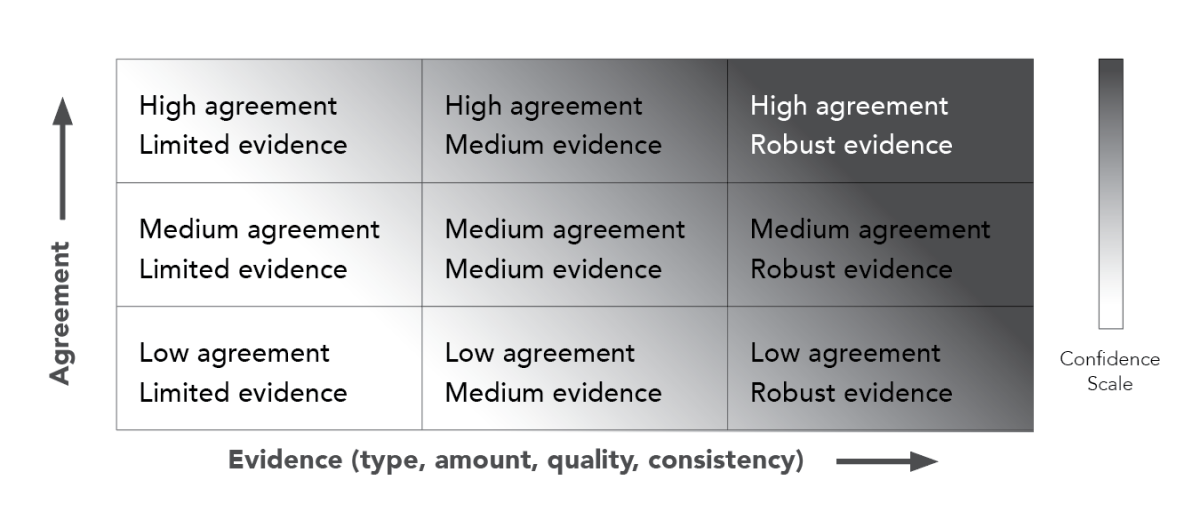 High agreement
Limited evidence
High agreement
Medium evidence
High agreement
Robust evidence
Medium agreement
Limited evidence
Medium agreement
Medium evidence
Medium agreement
Robust evidence
Low agreement
Limited evidence
Low agreement
Medium evidence
Low agreement
Robust evidence
Agreement
Evidence (type, amount, quality, consistency)
Confidence
Scale